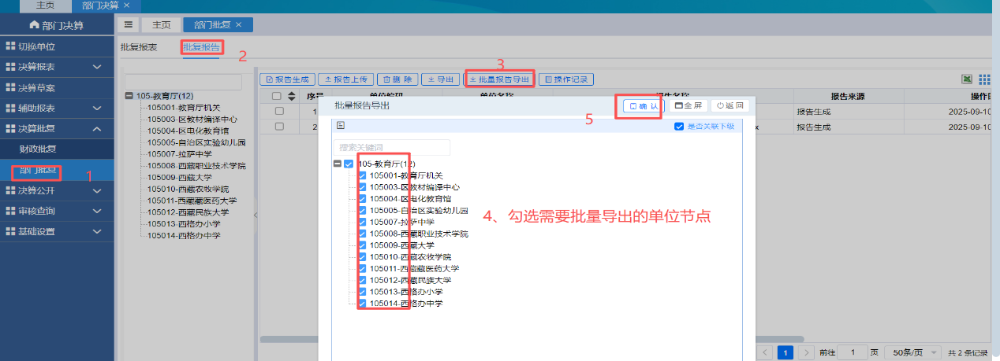 主页
部门决算 ×
部门决算
主页
部门批复 ×
切换单位
决算报表
决算草案
辅助报表
决算批复
财政批复
部门批复
1
决算公开
审核查询
基础设置
批复报表
批复报告
2
3
报告生成
报告上传
删 除
导出
批量报告导出
操作记录
105-教育厅(12)
105001-教育厅机关
105003-区教材编译中心
105004-区电化教育馆
105005-自治区实验幼儿园
105007-拉萨中学
105008-西藏职业技术学院
105009-西藏大学
105010-西藏农牧学院
105011-西藏藏医药大学
105012-西藏民族大学
105013-西格办小学
105014-西格办中学
序号
单位编码
单位名称
报告名称
报告来源
操作日
1
报告生成
2025-09-10
2
x
报告生成
2025-09-10
批量报告导出
5
确 认
全屏
返回
是否关联下级
搜索关键词
105-教育厅(12)
105001-教育厅机关
105003-区教材编译中心
105004-区电化教育馆
105005-自治区实验幼儿园
105007-拉萨中学
105008-西藏职业技术学院
105009-西藏大学
105010-西藏农牧学院
105011-西藏藏医药大学
105012-西藏民族大学
105013-西格办小学
105014-西格办中学
4、勾选需要批量导出的单位节点
1
前往 1 页
50条/页
共 2 条记录